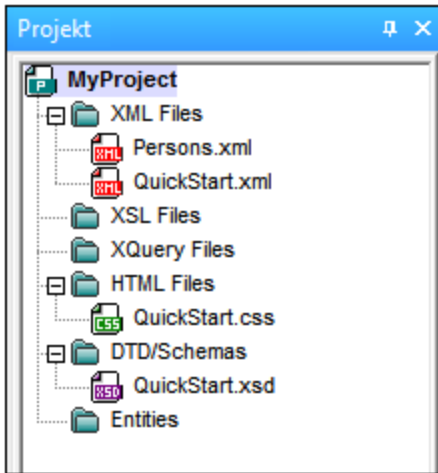 Projekt
MyProject
XML Files
Persons.xml
QuickStart.xml
XSL Files
XQuery Files
HTML Files
QuickStart.css
DTD/Schemas
QuickStart.xsd
Entities